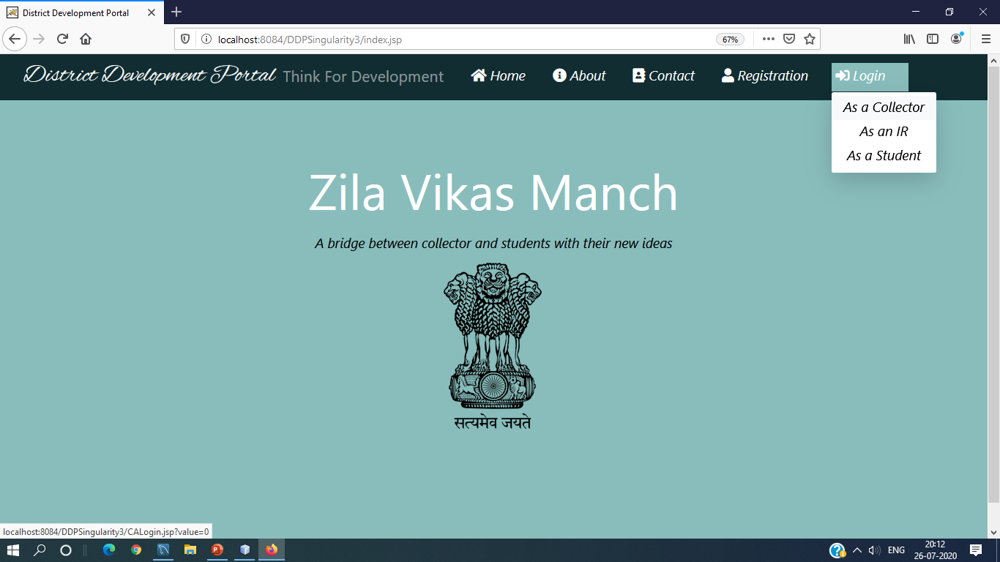 District Development Portal
localhost:8084/DDPSingularity3/index.jsp
67%
District Development Portal Think For Development Home About Contact Registration Login
As a Collector
As an IR
As a Student
Zila Vikas Manch
A bridge between collector and students with their new ideas
सत्यमेव जयते
localhost:8084/DDPSingularity3/CALogin.jsp?value=0
ENG
20:12
26-07-2020